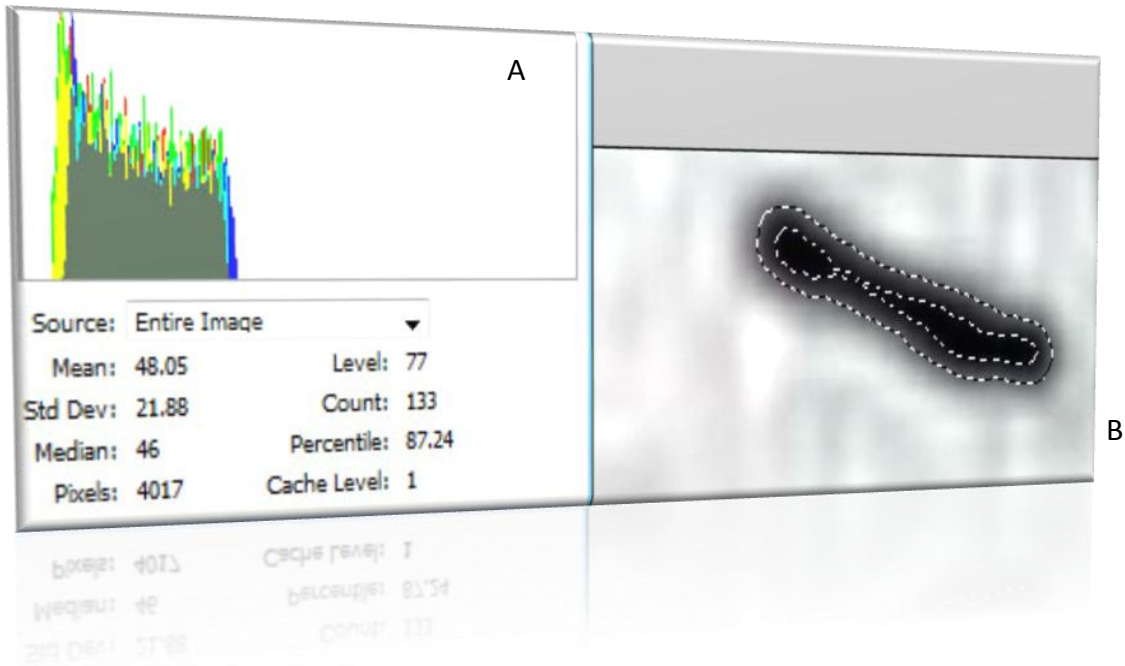 A
Source: Entire Image
Mean: 48.05 Level: 77
Std Dev: 21.88 Count: 133
Median: 46 Percentile: 87.24
Pixels: 4017 Cache Level: 1
B